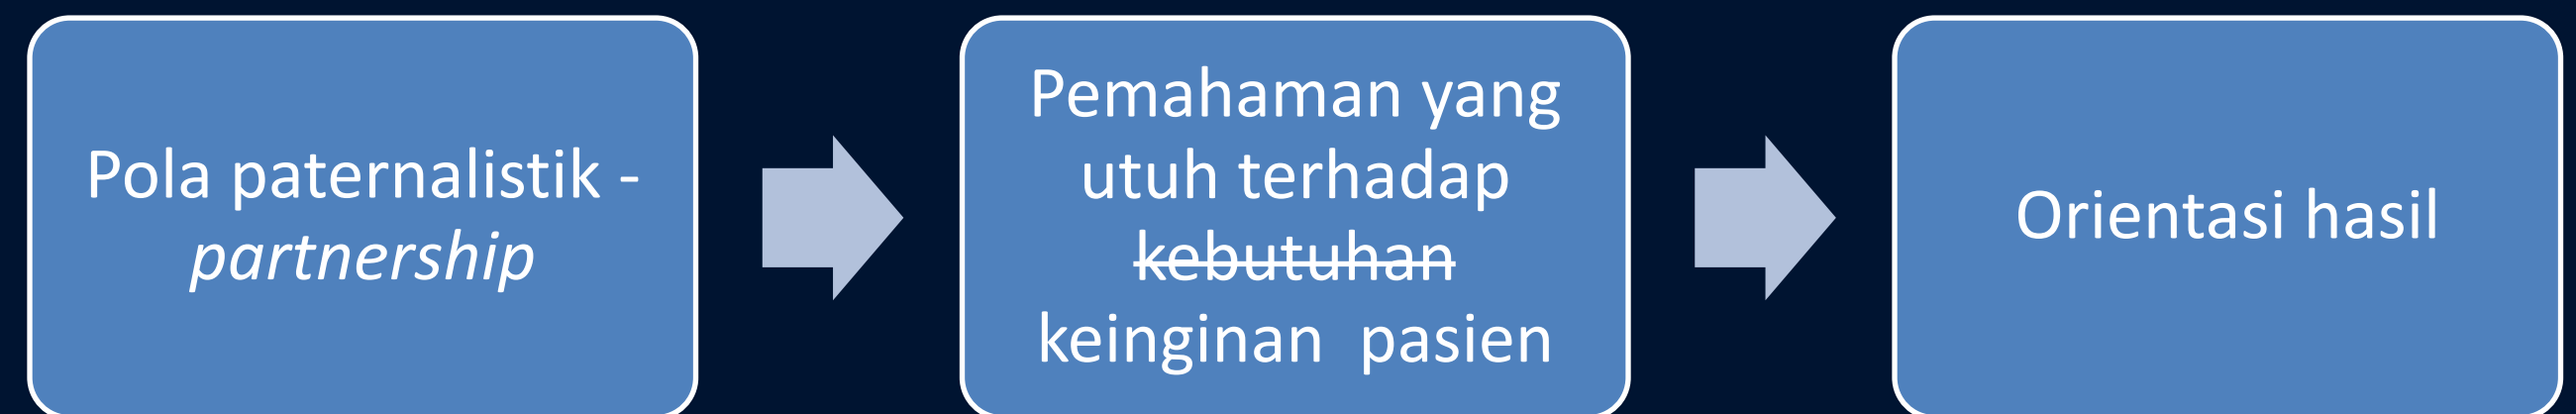 Pola paternalistik -
partnership
Pemahaman yang
utuh terhadap
kebutuhan
keinginan pasien
Orientasi hasil